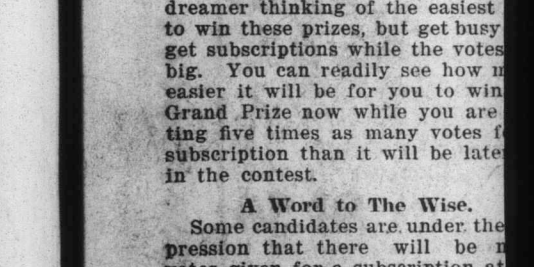 dreamer thinking of the easiest
to win these prizes, but get busy
get subscriptions while the votes
big. You can readily see how
easier it will be for you to win
Grand Prize now while you are
ting five times as many votes
subscription than it will be
in the contest.
A Word to The Wise.
Some candidates are under the
pression that there will be
given for a subscription